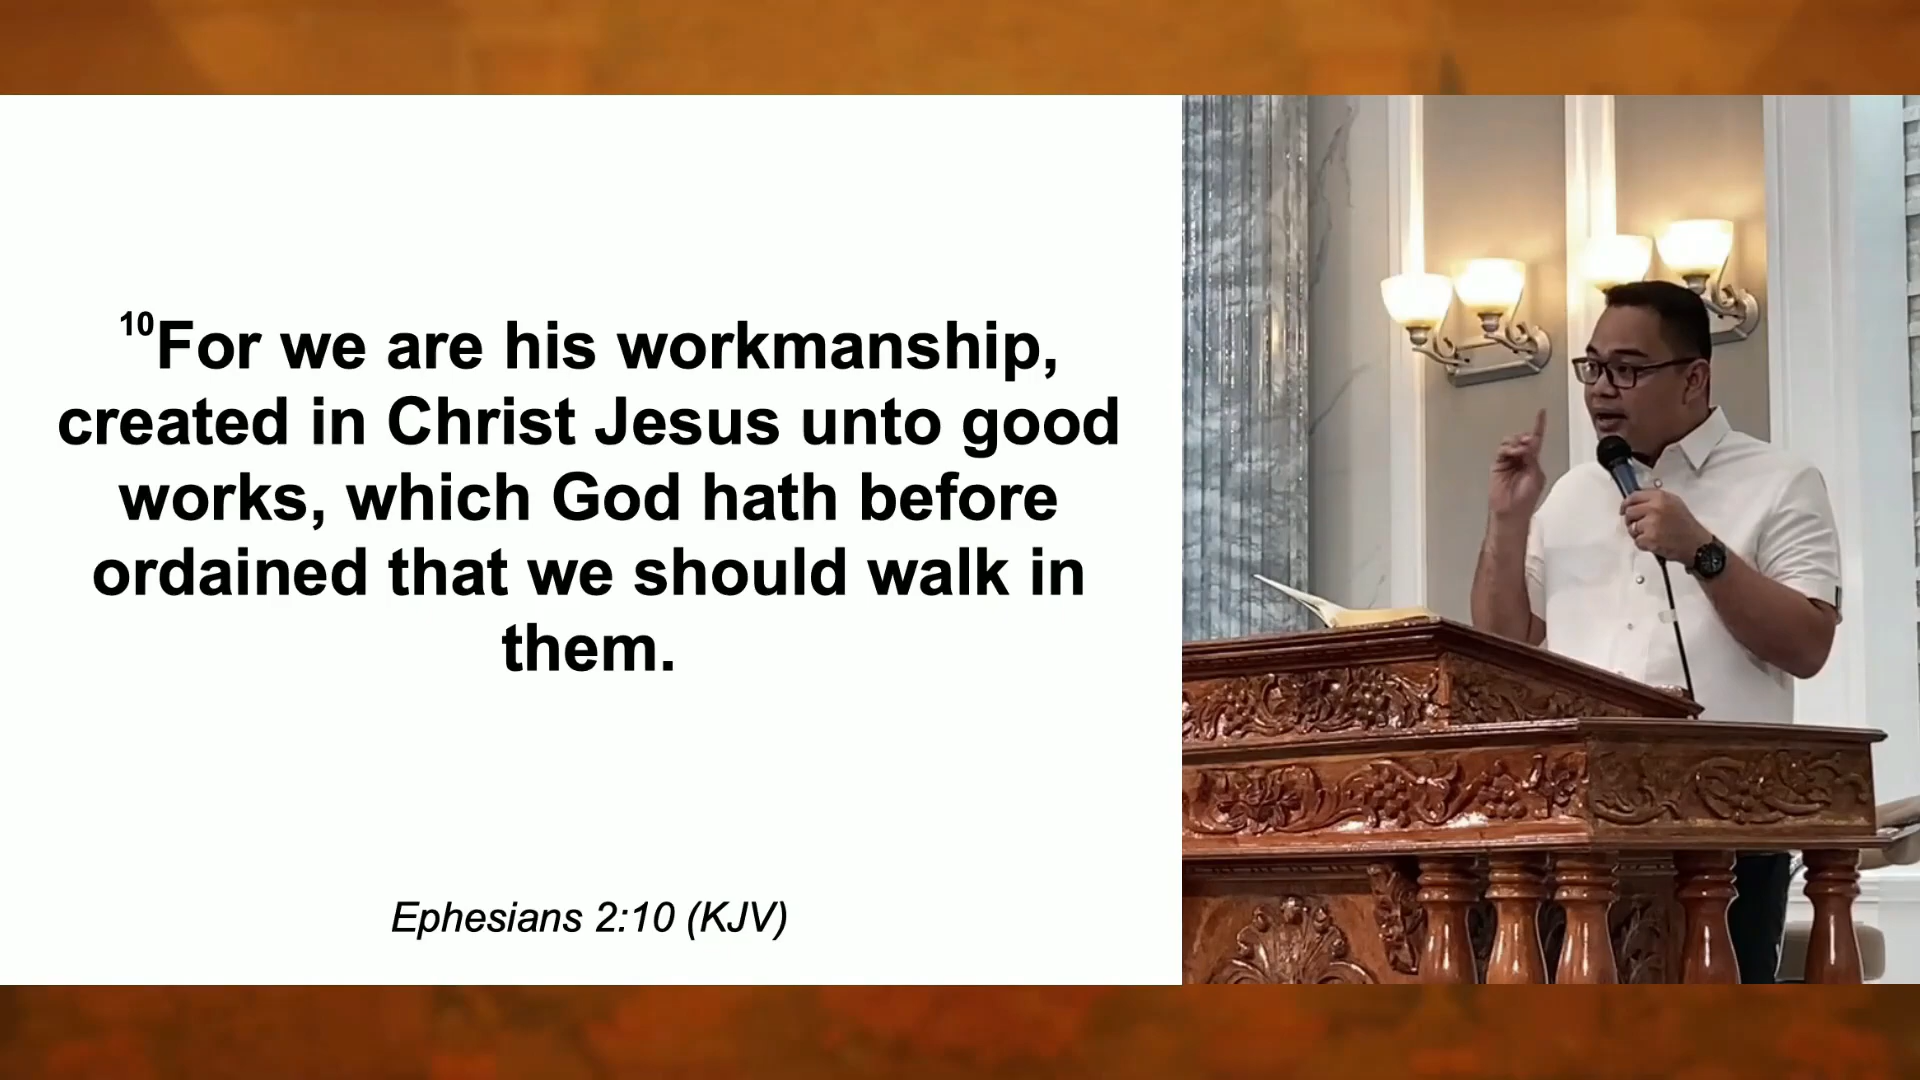 10For we are his workmanship,
created in Christ Jesus unto good
works, which God hath before
ordained that we should walk in
them.
Ephesians 2:10 (KJV)